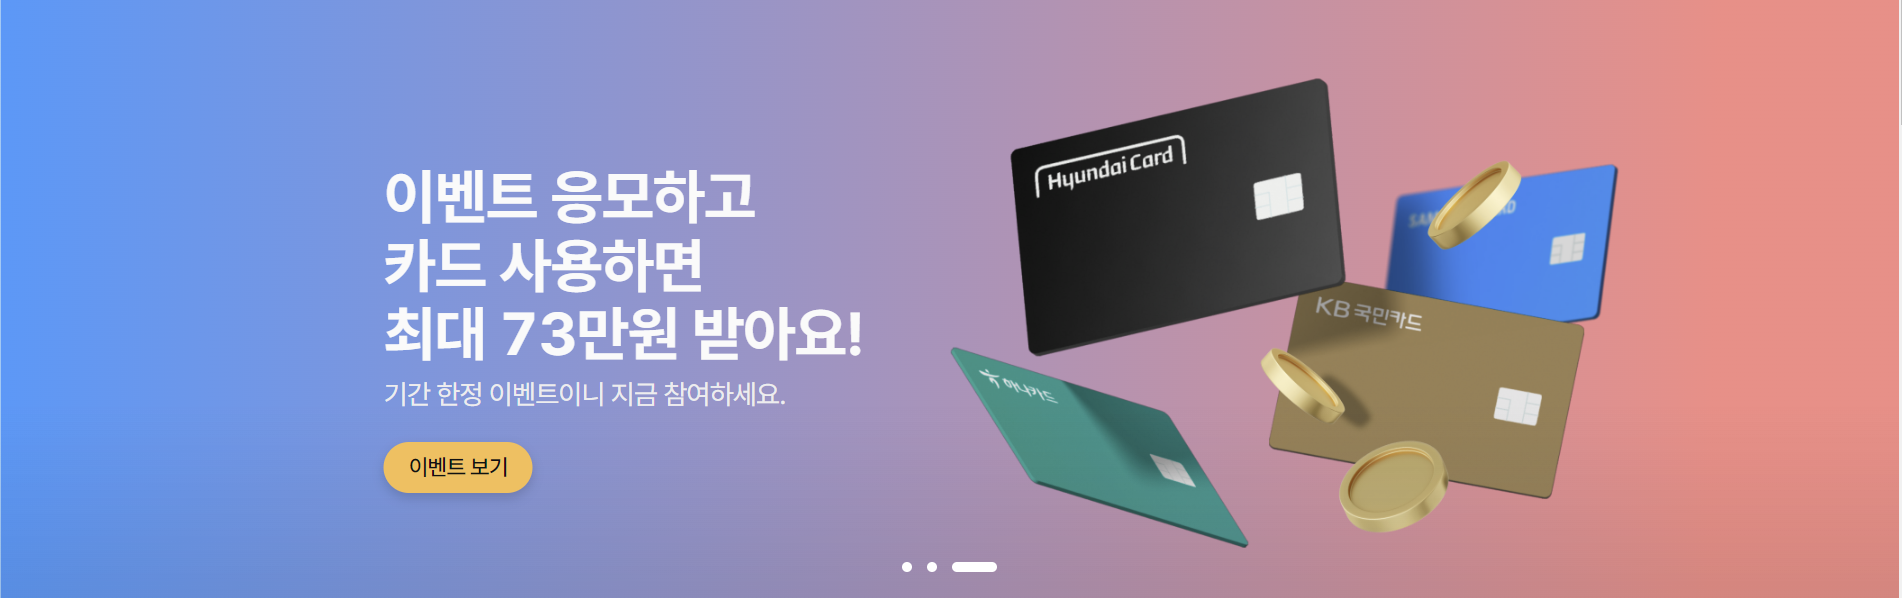 이벤트 응모하고
카드 사용하면
최대 73만원 받아요!
기간 한정 이벤트이니 지금 참여하세요.
이벤트 보기
Hyundai Card
KB 국민카드
하나카드